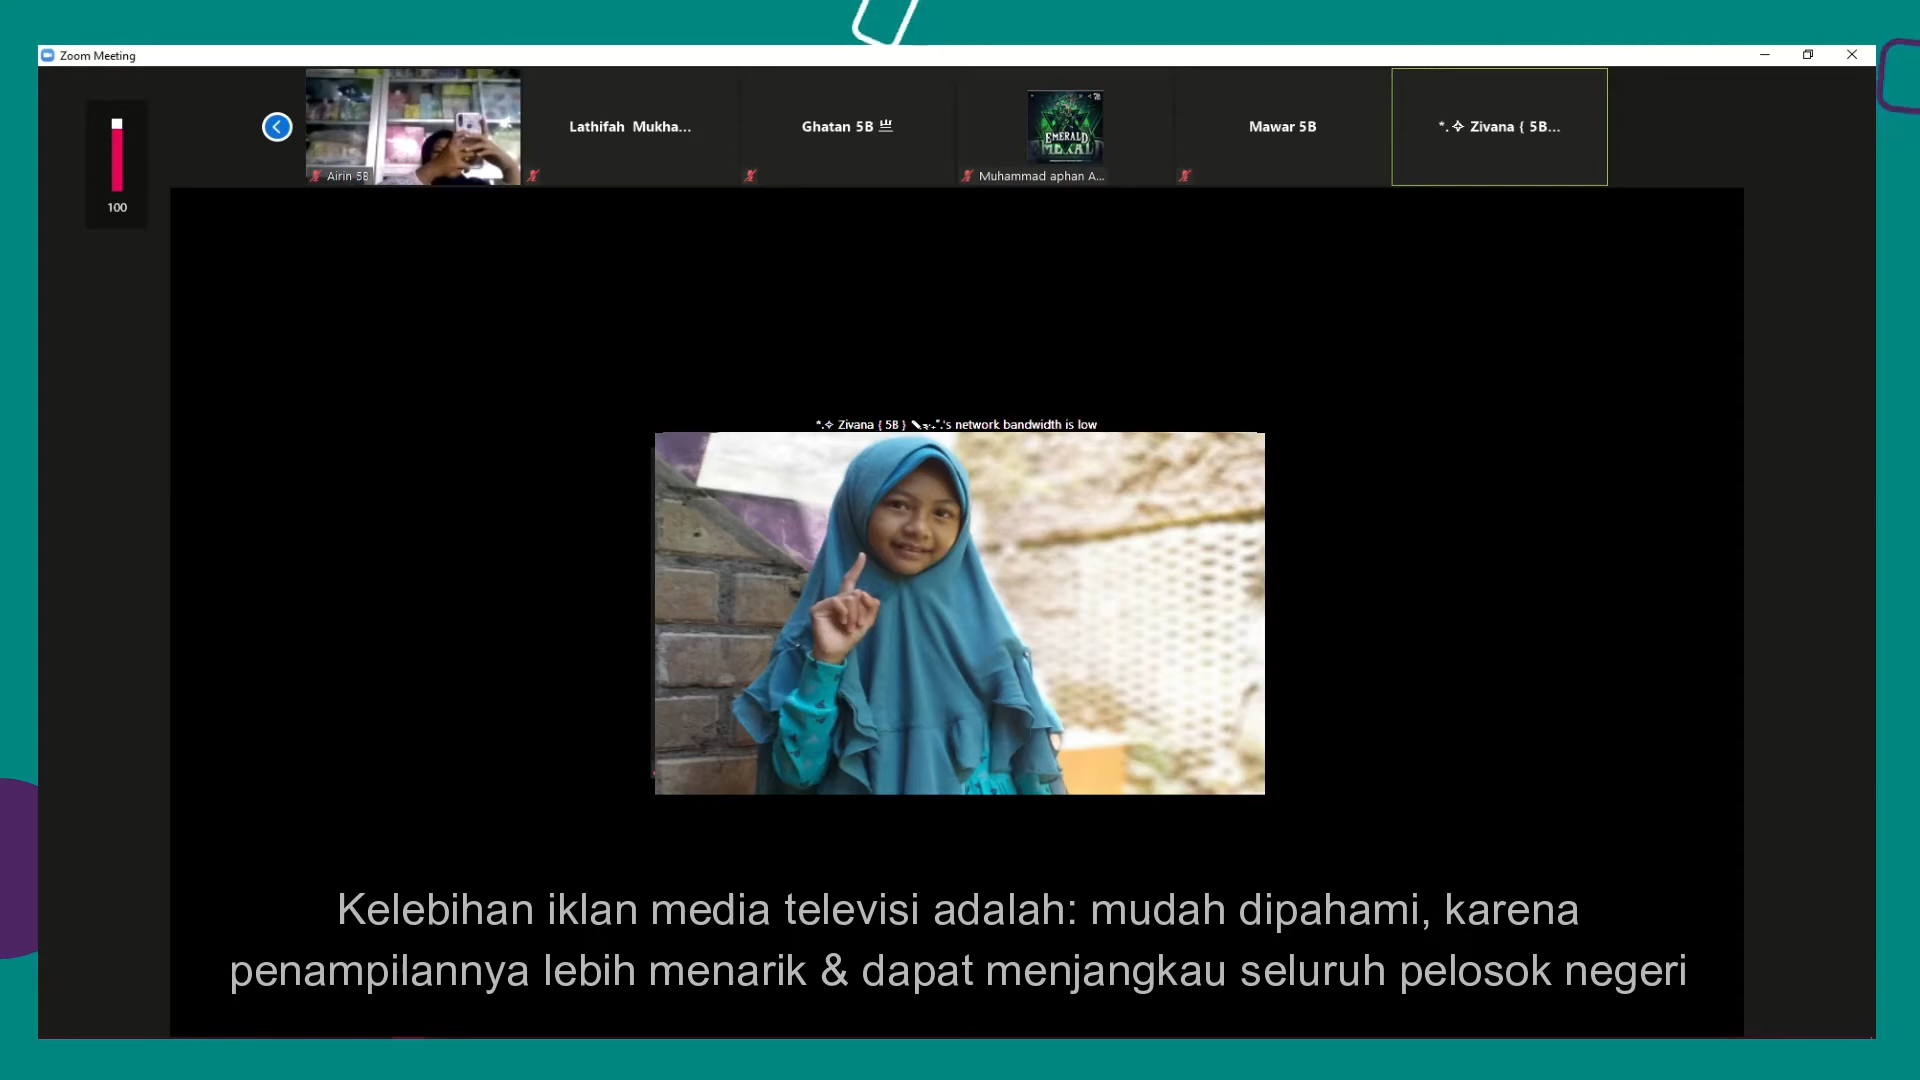 Zoom Meeting
100
Airin 5B
Lathifah Mukha...
Ghatan 5B
EMERALD
Muhammad aphan A...
Mawar 5B
*. ✧ Zivana { 5B...
Zivana { 5B }
's network bandwidth is low
Kelebihan iklan media televisi adalah: mudah dipahami, karena
penampilannya lebih menarik & dapat menjangkau seluruh pelosok negeri